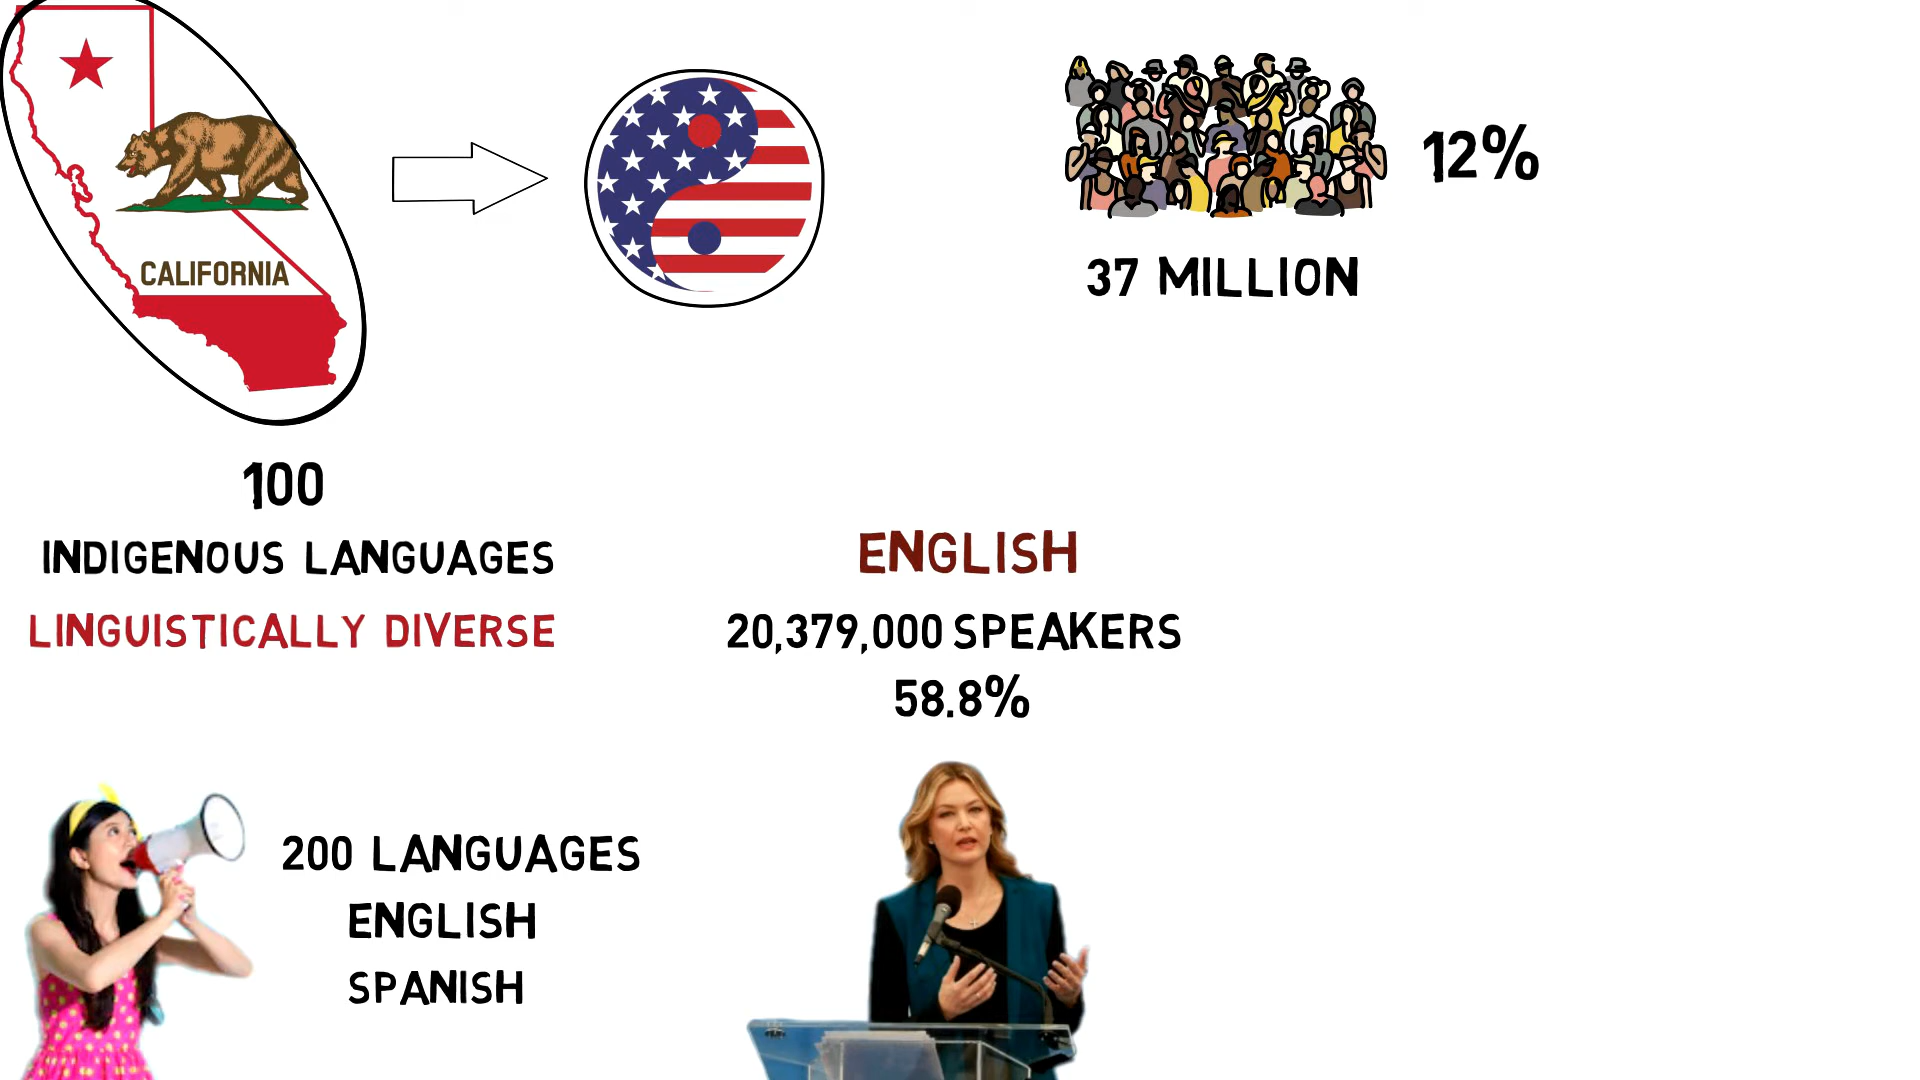 CALIFORNIA
12%
37 MILLION
100
INDIGENOUS LANGUAGES
LINGUISTICALLY DIVERSE
ENGLISH
20,379,000 SPEAKERS
58.8%
200 LANGUAGES
ENGLISH
SPANISH